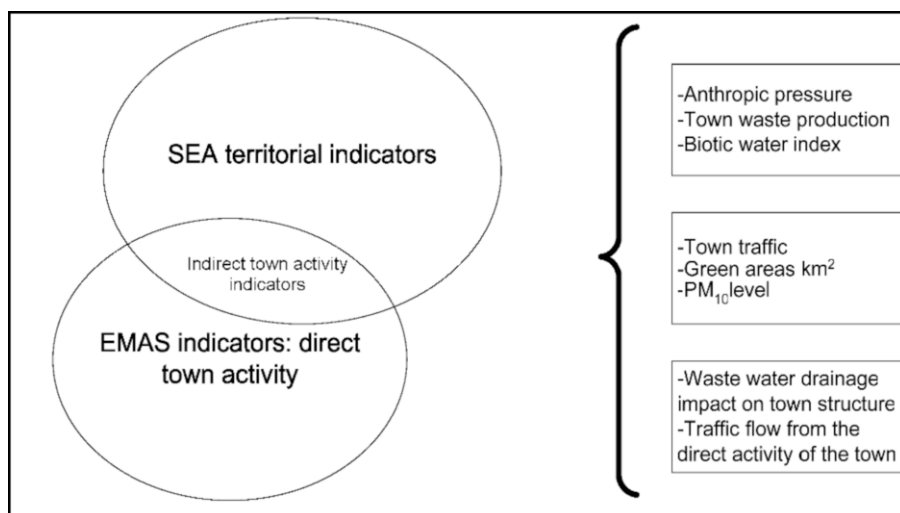 SEA territorial indicators
Indirect town activity
indicators
EMAS indicators: direct
town activity
-Anthropic pressure
-Town waste production
-Biotic water index
-Town traffic
-Green areas km²
-PM₁₀level
-Waste water drainage
impact on town structure
-Traffic flow from the
direct activity of the town